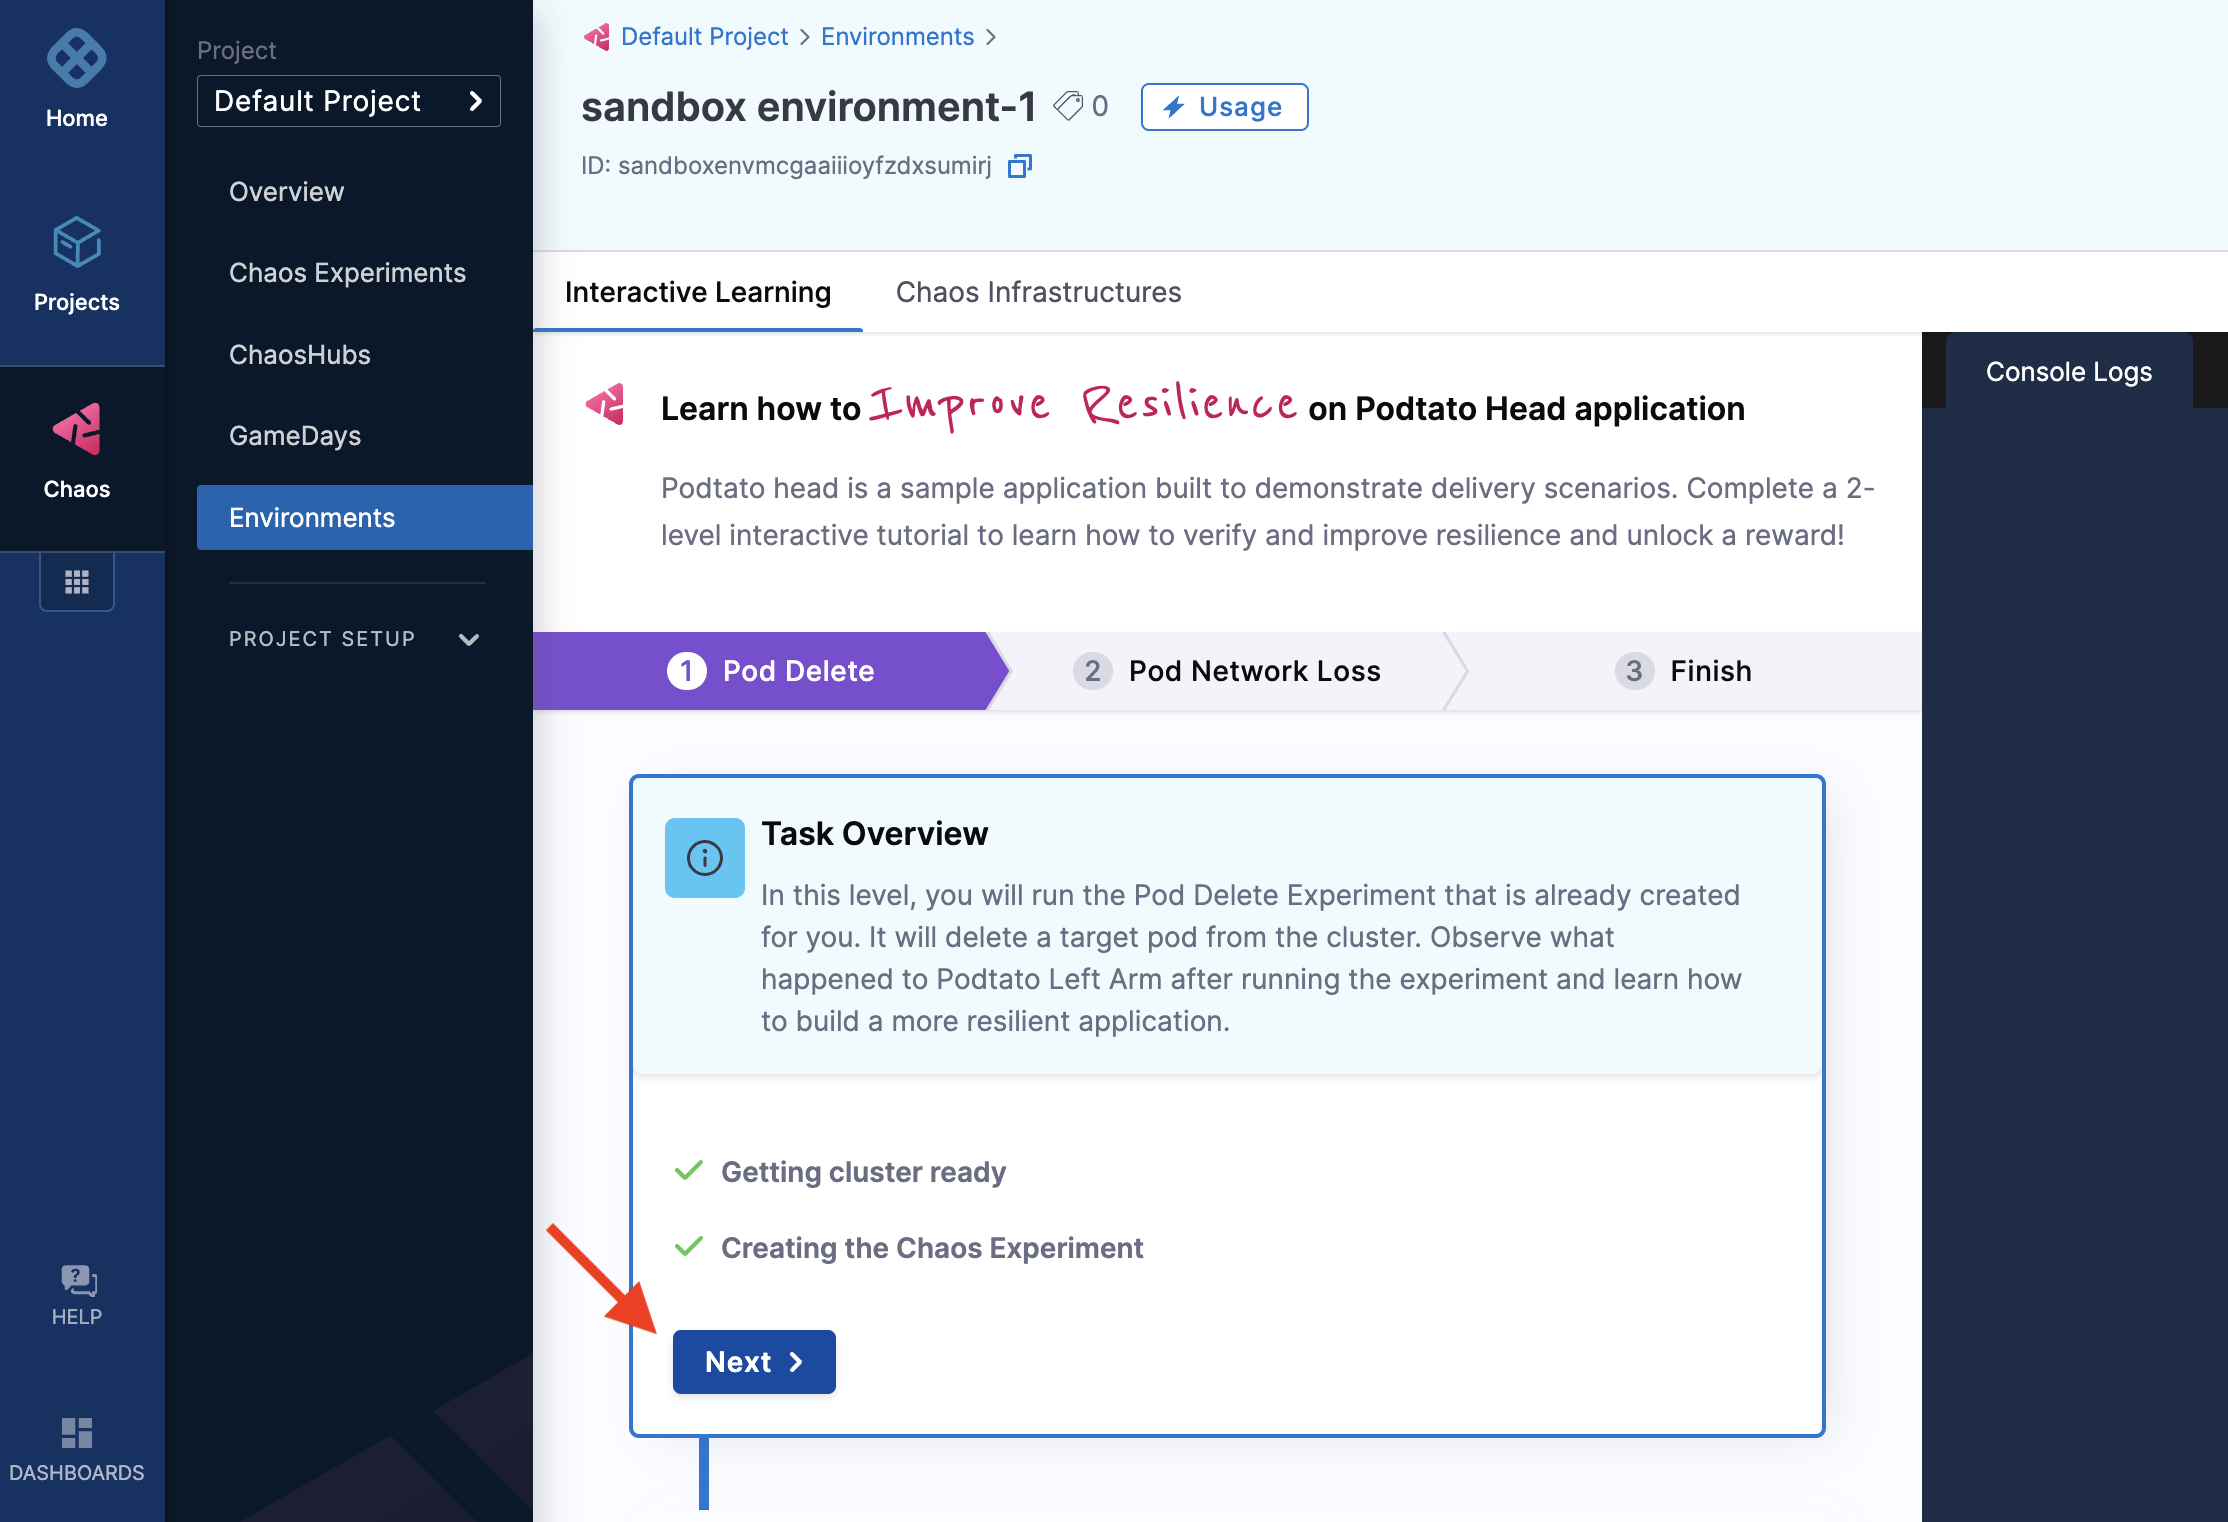 Home
Projects
Chaos
HELP
DASHBOARDS
Project
Default Project
Overview
Chaos Experiments
ChaosHubs
GameDays
Environments
PROJECT SETUP
Default Project > Environments >
sandbox environment-1 0 Usage
ID: sandboxenvmcgaaiiioyfzdxsumirj
Interactive Learning Chaos Infrastructures
Learn how to Improve Resilience on Podtato Head application
Podtato head is a sample application built to demonstrate delivery scenarios. Complete a 2-
level interactive tutorial to learn how to verify and improve resilience and unlock a reward!
1 Pod Delete 2 Pod Network Loss 3 Finish
Task Overview
In this level, you will run the Pod Delete Experiment that is already created
for you. It will delete a target pod from the cluster. Observe what
happened to Podtato Left Arm after running the experiment and learn how
to build a more resilient application.
Getting cluster ready
Creating the Chaos Experiment
Next >
Console Logs